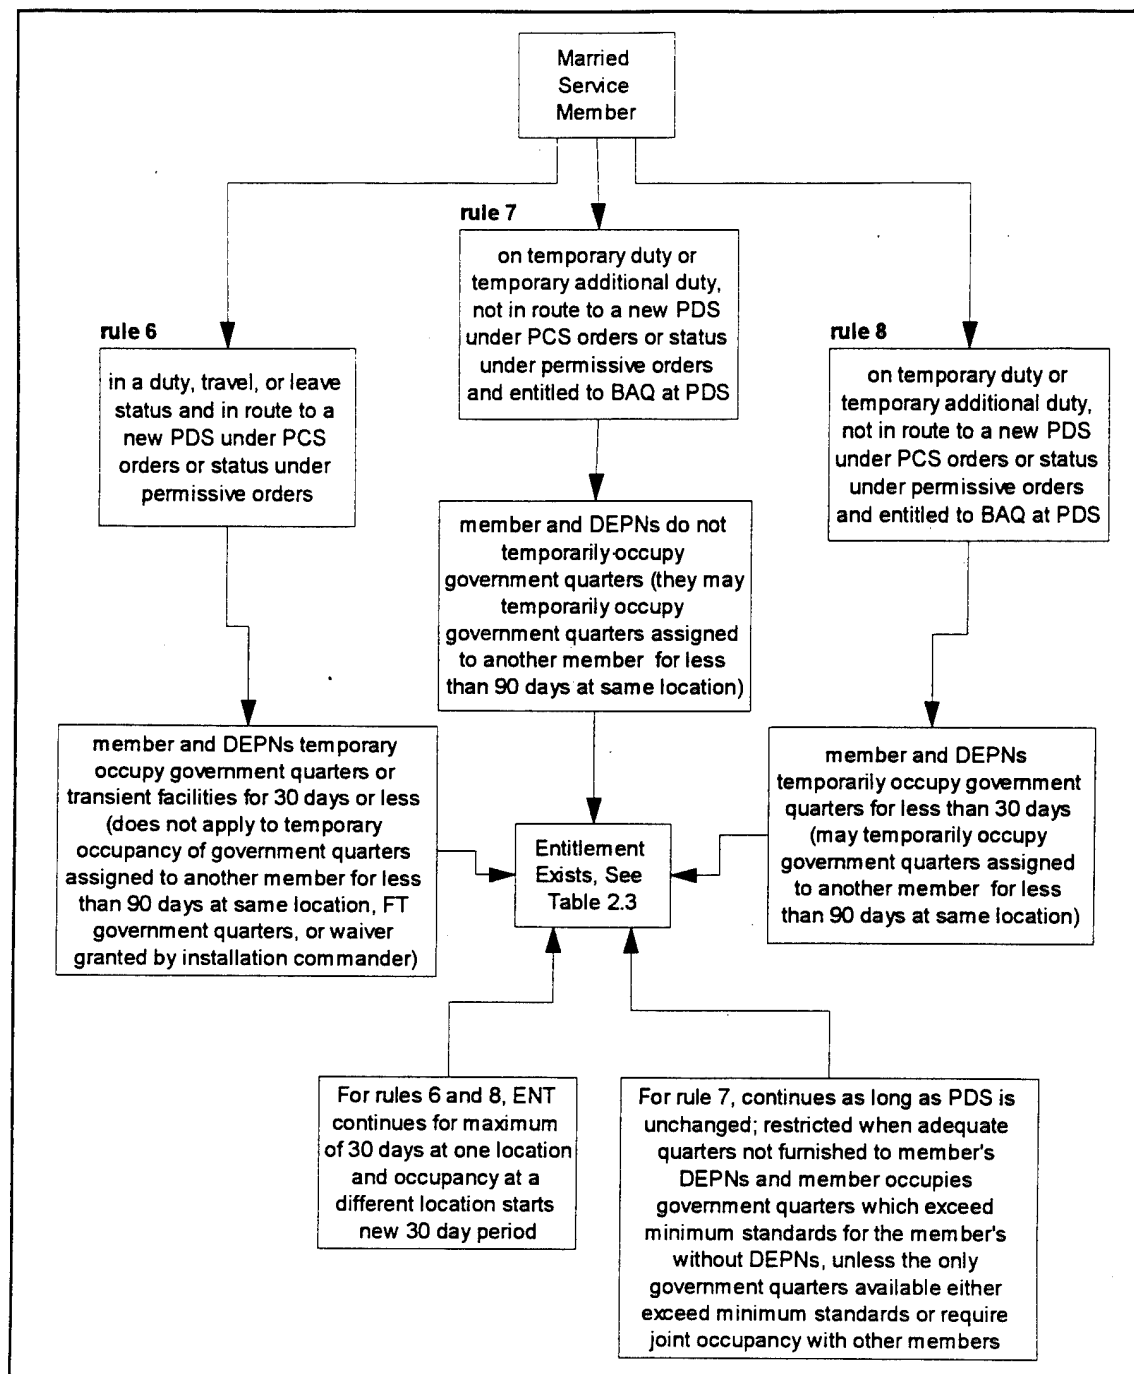 Married
Service
Member
rule 7
on temporary duty or
temporary additional duty,
not in route to a new PDS
under PCS orders or status
under permissive orders
and entitled to BAQ at PDS
rule 6
in a duty, travel, or leave
status and in route to a
new PDS under PCS
orders or status under
permissive orders
rule 8
on temporary duty or
temporary additional duty,
not in route to a new PDS
under PCS orders or status
under permissive orders
and entitled to BAQ at PDS
member and DEPNs do not
temporarily occupy
government quarters (they may
temporarily occupy
government quarters assigned
to another member for less
than 90 days at same location)
member and DEPNs temporary
occupy government quarters or
transient facilities for 30 days or less
(does not apply to temporary
occupancy of government quarters
assigned to another member for less
than 90 days at same location, FT
government quarters, or waiver
granted by installation commander)
Entitlement
Exists, See
Table 2.3
member and DEPNs
temporarily occupy government
quarters for less than 30 days
(may temporarily occupy
government quarters assigned
to another member for less
than 90 days at same location)
For rules 6 and 8, ENT
continues for maximum
of 30 days at one location
and occupancy at a
different location starts
new 30 day period
For rule 7, continues as long as PDS is
unchanged; restricted when adequate
quarters not furnished to member's
DEPNs and member occupies
government quarters which exceed
minimum standards for the member's
without DEPNs, unless the only
government quarters available either
exceed minimum standards or require
joint occupancy with other members